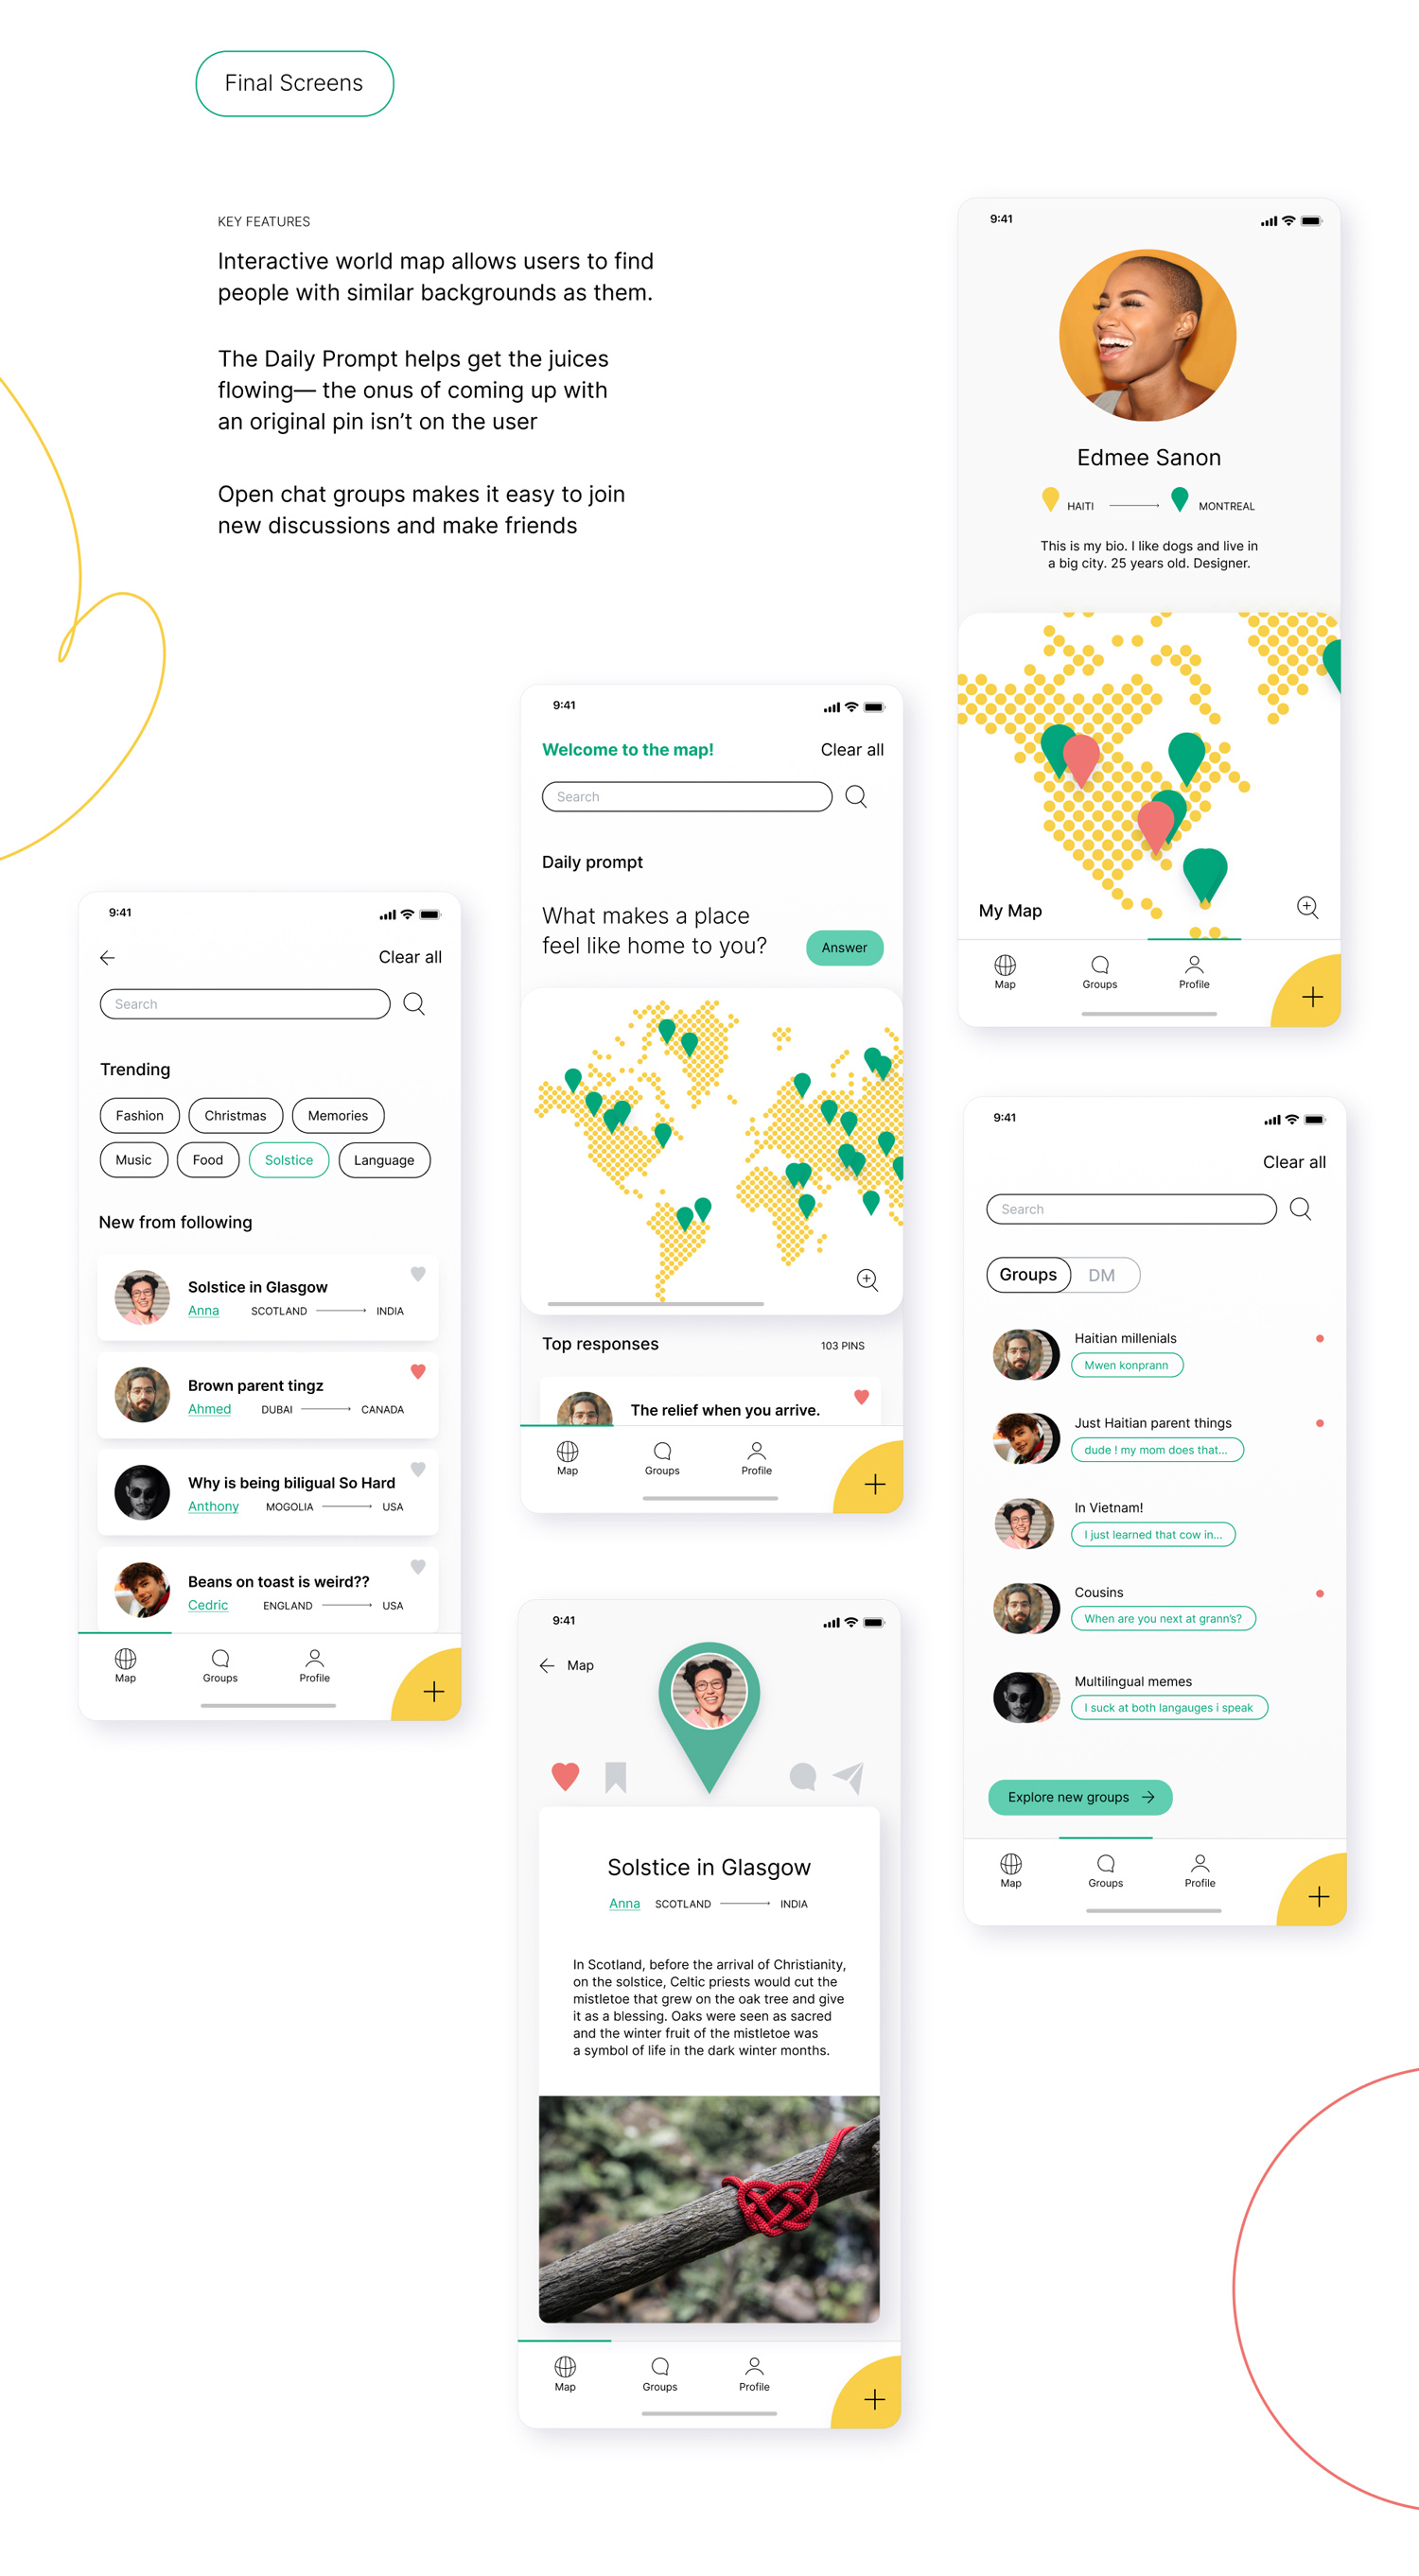 Final Screens
KEY FEATURES
Interactive world map allows users to find
people with similar backgrounds as them.
The Daily Prompt helps get the juices
flowing— the onus of coming up with
an original pin isn’t on the user
Open chat groups makes it easy to join
new discussions and make friends
9:41
Edmee Sanon
HAITI MONTREAL
This is my bio. I like dogs and live in
a big city. 25 years old. Designer.
My Map
Map Groups Profile
9:41
Welcome to the map! Clear all
Search
Daily prompt
What makes a place
feel like home to you?
Answer
Top responses 103 PINS
The relief when you arrive.
Map Groups Profile
9:41
Clear all
Search
Trending
Fashion Christmas Memories
Music Food Solstice Language
New from following
Solstice in Glasgow
Anna SCOTLAND INDIA
Brown parent tingz
Ahmed DUBAI CANADA
Why is being biligual So Hard
Anthony MOGOLIA USA
Beans on toast is weird??
Cedric ENGLAND USA
Map Groups Profile
9:41
Clear all
Search
Groups DM
Haitian millenials
Mwen konprann
Just Haitian parent things
dude ! my mom does that...
In Vietnam!
I just learned that cow in...
Cousins
When are you next at grann's?
Multilingual memes
I suck at both langauges i speak
Explore new groups
Map Groups Profile
9:41
Map
Solstice in Glasgow
Anna SCOTLAND INDIA
In Scotland, before the arrival of Christianity,
on the solstice, Celtic priests would cut the
mistletoe that grew on the oak tree and give
it as a blessing. Oaks were seen as sacred
and the winter fruit of the mistletoe was
a symbol of life in the dark winter months.
Map Groups Profile